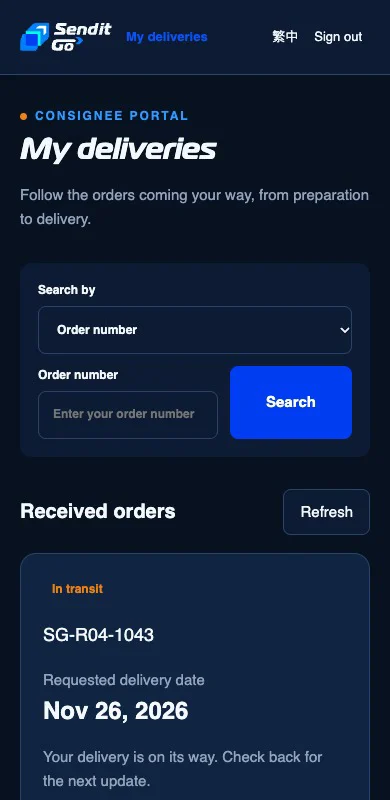 Sendit
Go
My deliveries
繁中
Sign out
CONSIGNEE PORTAL
My deliveries
Follow the orders coming your way, from preparation
to delivery.
Search by
Order number
Order number
Enter your order number
Search
Received orders
Refresh
In transit
SG-R04-1043
Requested delivery date
Nov 26, 2026
Your delivery is on its way. Check back for
the next update.